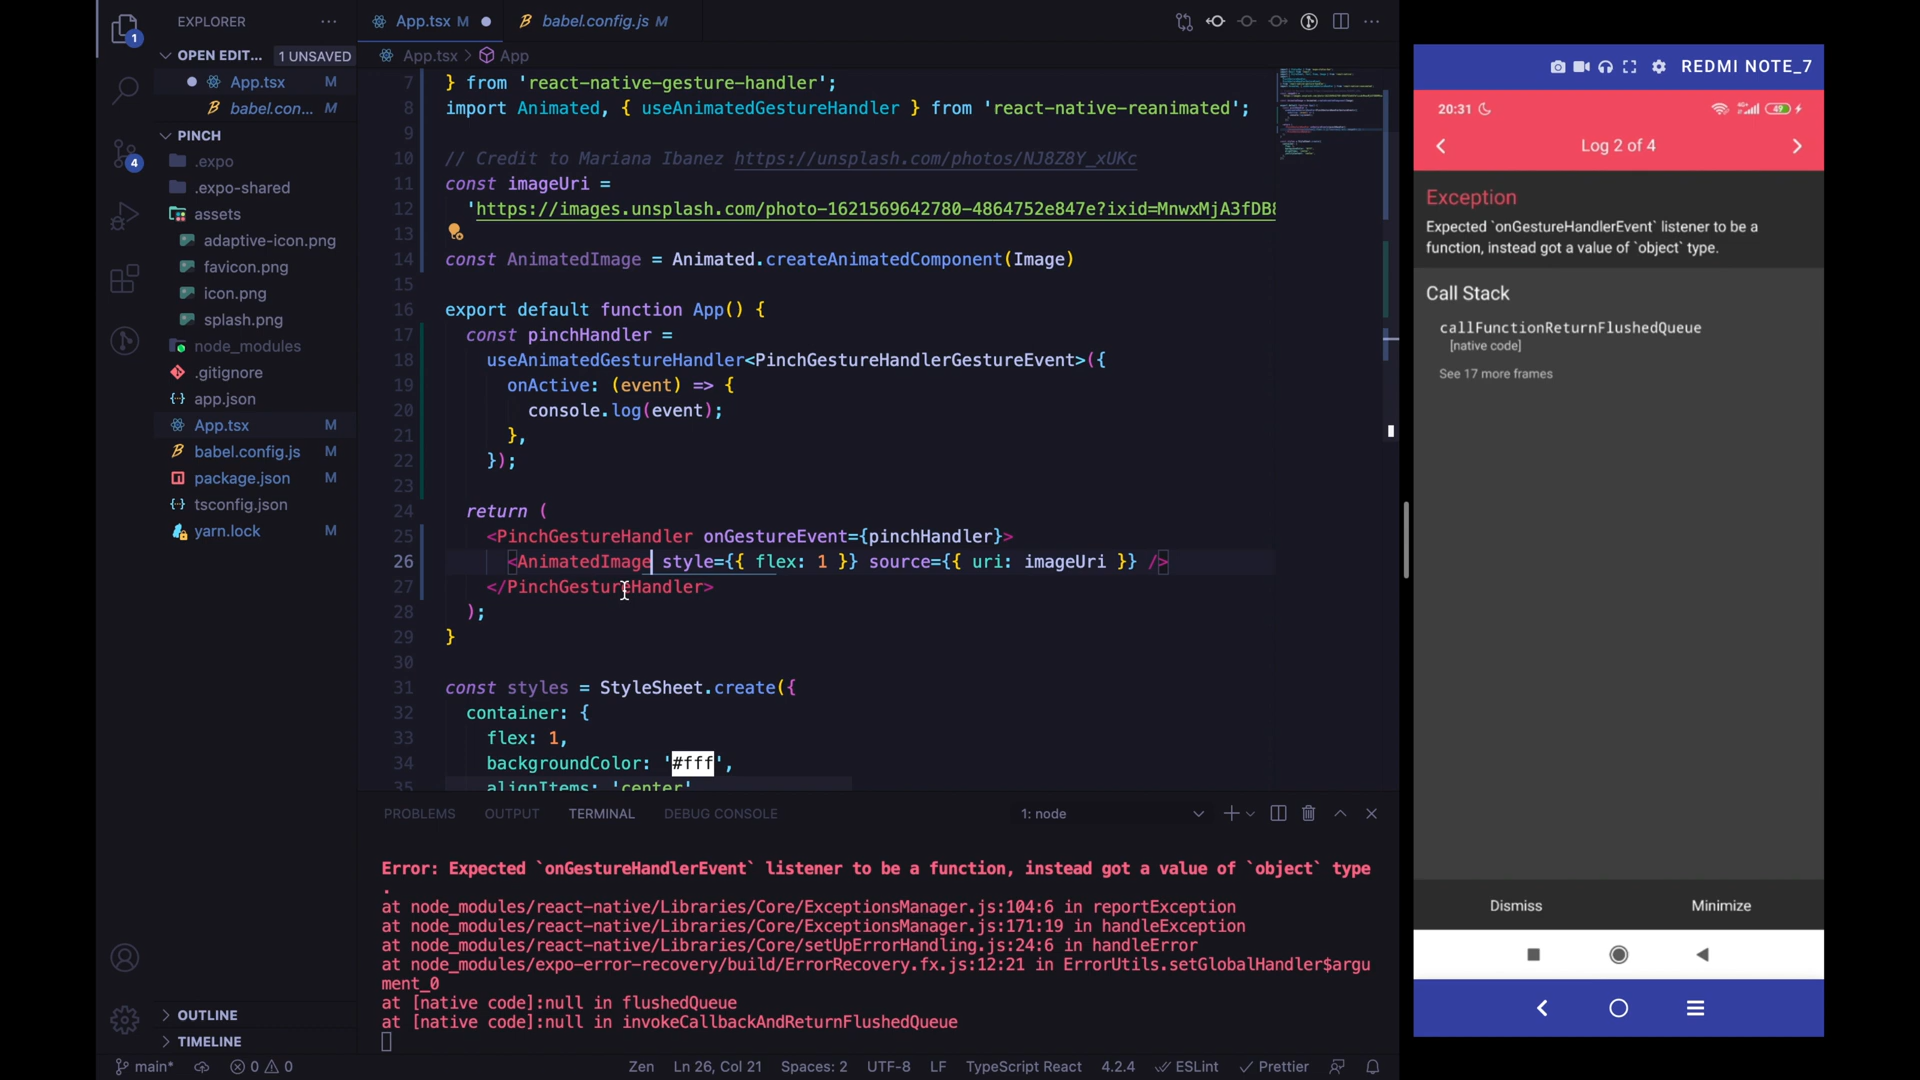 EXPLORER
OPEN EDIT... 1 UNSAVED
App.tsx M
babel.con... M
PINCH
.expo
.expo-shared
assets
adaptive-icon.png
favicon.png
icon.png
splash.png
node_modules
.gitignore
app.json
App.tsx M
babel.config.js M
package.json M
tsconfig.json
yarn.lock M
OUTLINE
TIMELINE
1
4
App.tsx M
babel.config.js M
App.tsx > App
7 } from 'react-native-gesture-handler';
8 import Animated, { useAnimatedGestureHandler } from 'react-native-reanimated';
9
10 // Credit to Mariana Ibanez https://unsplash.com/photos/NJ8Z8Y_xUKc
11 const imageUri =
12 'https://images.unsplash.com/photo-1621569642780-4864752e847e?ixid=MnwxMjA3fDB8
13
14 const AnimatedImage = Animated.createAnimatedComponent(Image)
15
16 export default function App() {
17 const pinchHandler =
18 useAnimatedGestureHandler<PinchGestureHandlerGestureEvent>({
19 onActive: (event) => {
20 console.log(event);
21 },
22 });
23
24 return (
25 <PinchGestureHandler onGestureEvent={pinchHandler}>
26 <AnimatedImage style={{ flex: 1 }} source={{ uri: imageUri }} />
27 </PinchGestureHandler>
28 );
29 }
30
31 const styles = StyleSheet.create({
32 container: {
33 flex: 1,
34 backgroundColor: '#fff',
35 alignItems: 'center'
PROBLEMS OUTPUT TERMINAL DEBUG CONSOLE 1: node
Error: Expected `onGestureHandlerEvent` listener to be a function, instead got a value of `object` type
.
at node_modules/react-native/Libraries/Core/ExceptionsManager.js:104:6 in reportException
at node_modules/react-native/Libraries/Core/ExceptionsManager.js:171:19 in handleException
at node_modules/react-native/Libraries/Core/setUpErrorHandling.js:24:6 in handleError
at node_modules/expo-error-recovery/build/ErrorRecovery.fx.js:12:21 in ErrorUtils.setGlobalHandler$argu
ment_0
at [native code]:null in flushedQueue
at [native code]:null in invokeCallbackAndReturnFlushedQueue
main* 0 0 Zen Ln 26, Col 21 Spaces: 2 UTF-8 LF TypeScript React 4.2.4 ESLint Prettier
REDMI NOTE_7
20:31 49
Log 2 of 4
Exception
Expected `onGestureHandlerEvent` listener to be a
function, instead got a value of `object` type.
Call Stack
callFunctionReturnFlushedQueue
[native code]
See 17 more frames
Dismiss Minimize